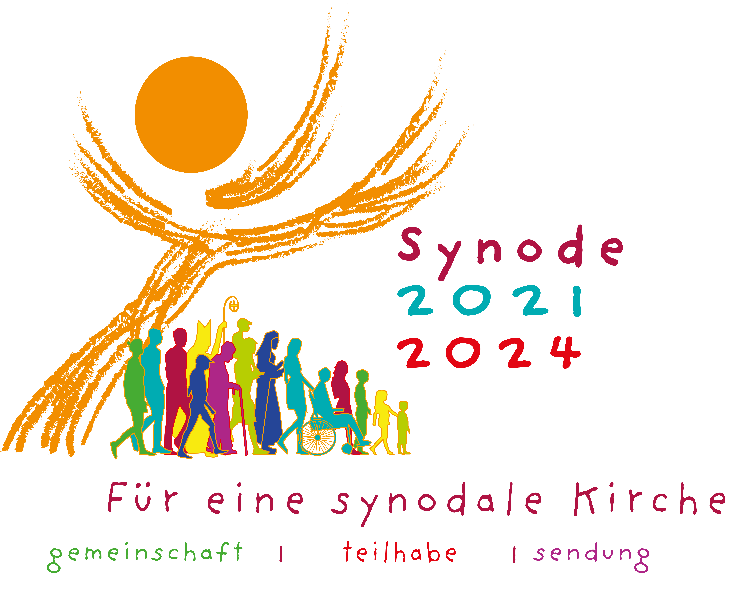 Synode
2021
2024
Für eine synodale Kirche
gemeinschaft | teilhabe | sendung